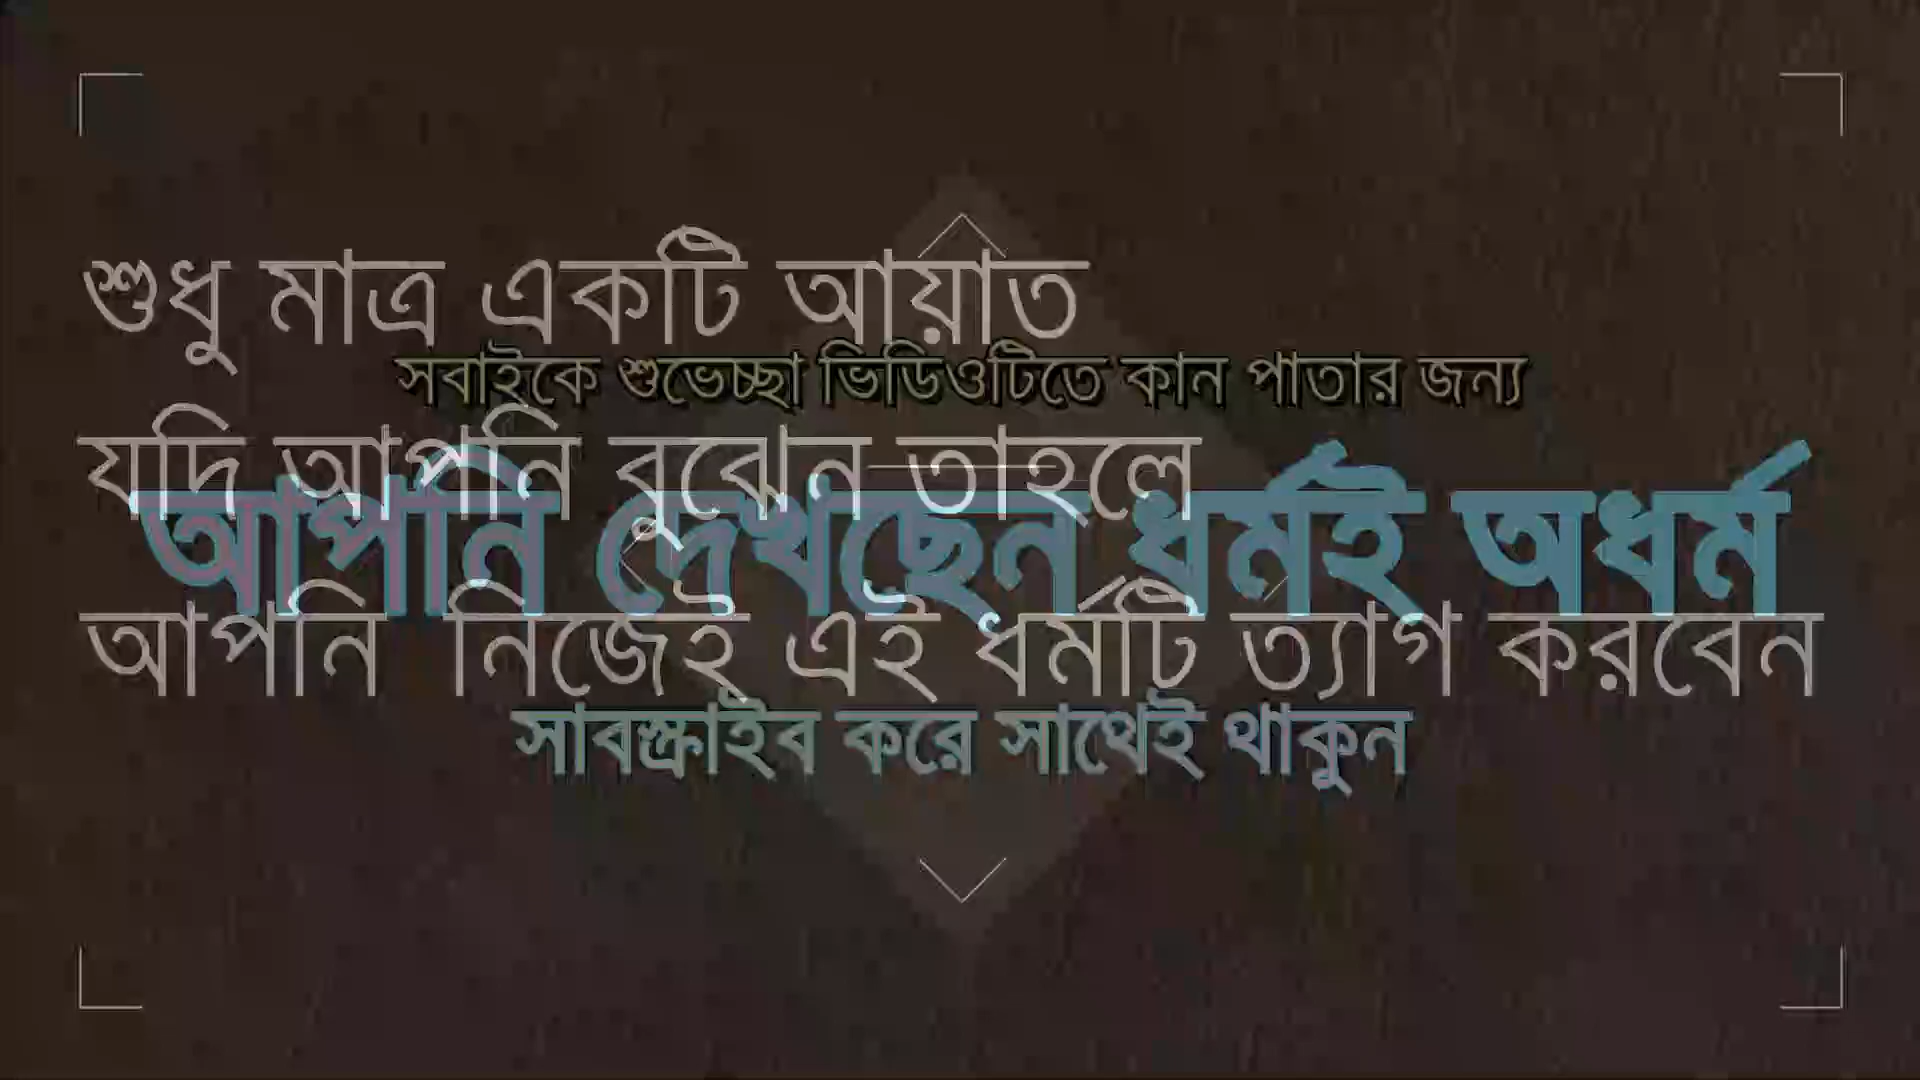 শুধু মাত্র একটি আয়াত
সবাইকে শুভেচ্ছা ভিডিওটিতে কান পাতার জন্য
যদি আপনি বুঝেন তাহলে
আপনি দেখছেন ধর্মই অধর্ম
আপনি নিজেই এই ধর্মটি ত্যাগ করবেন
সাবস্ক্রাইব করে সাথেই থাকুন